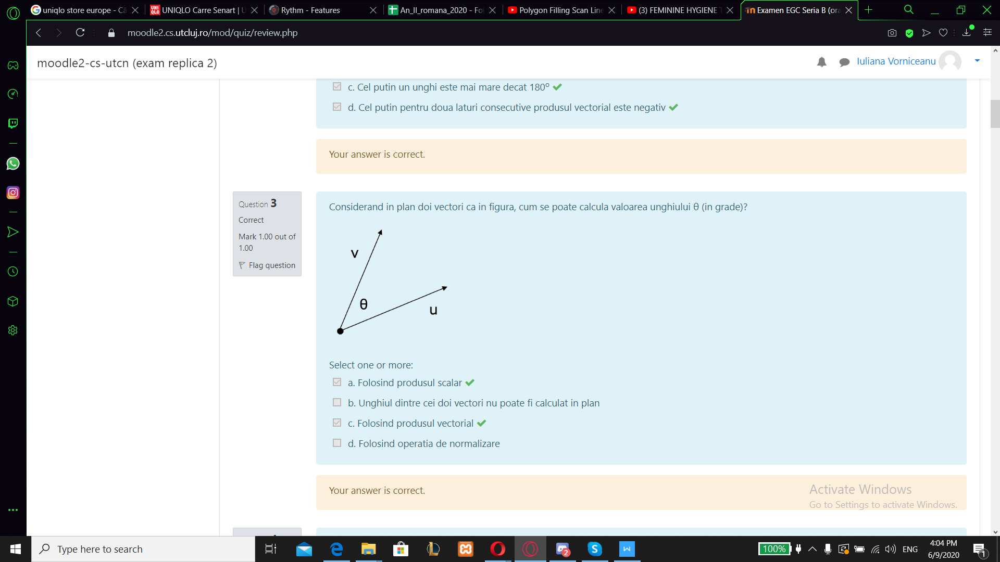 uniqlo store europe - Că
UNIQLO Carre Senart | U
Rythm - Features
An_II_romana_2020 - Foi
Polygon Filling Scan Line
(3) FEMININE HYGIENE T
Examen EGC Seria B (ora
moodle2.cs.utcluj.ro/mod/quiz/review.php
moodle2-cs-utcn (exam replica 2)
Iuliana Vorniceanu
c. Cel putin un unghi este mai mare decat 180º
d. Cel putin pentru doua laturi consecutive produsul vectorial este negativ
Your answer is correct.
Question 3
Correct
Mark 1.00 out of
1.00
Flag question
Considerand in plan doi vectori ca in figura, cum se poate calcula valoarea unghiului θ (in grade)?
v
θ
u
Select one or more:
a. Folosind produsul scalar
b. Unghiul dintre cei doi vectori nu poate fi calculat in plan
c. Folosind produsul vectorial
d. Folosind operatia de normalizare
Your answer is correct.
Activate Windows
Go to Settings to activate Windows.
Type here to search
2
100%
ENG
4:04 PM
6/9/2020
1